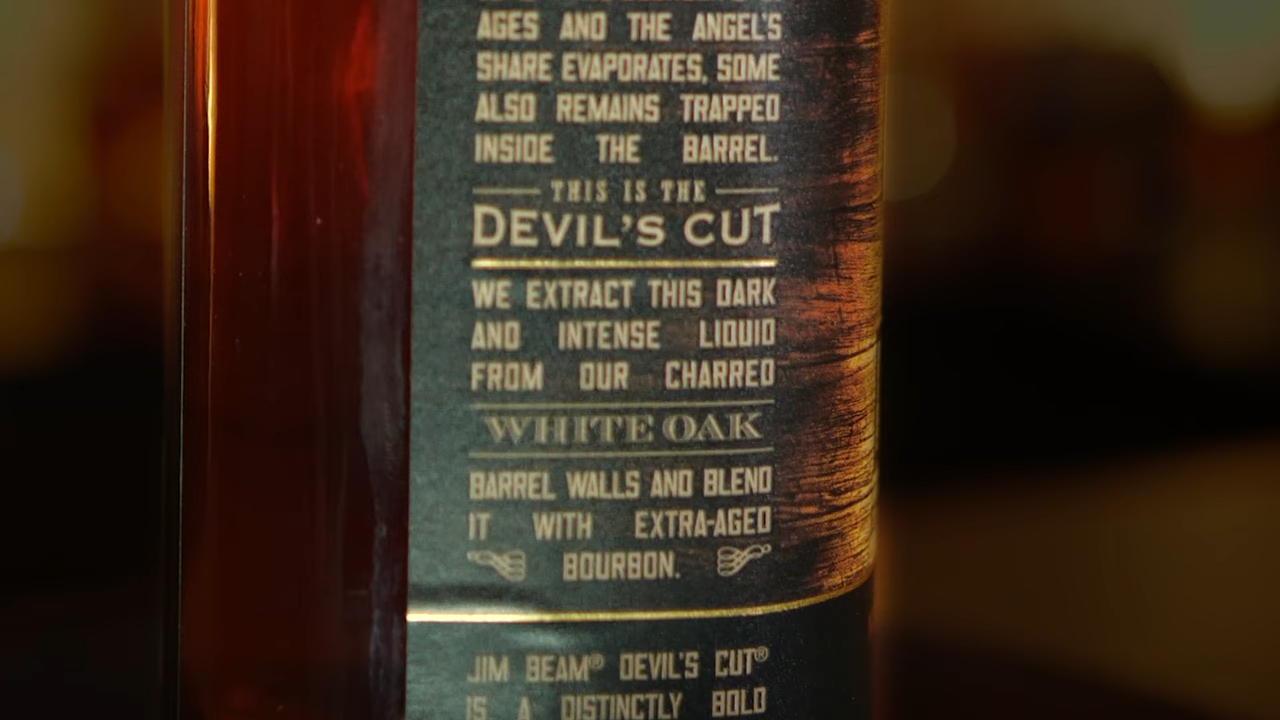 AGES AND THE ANGEL'S
SHARE EVAPORATES, SOME
ALSO REMAINS TRAPPED
INSIDE THE BARREL.
THIS IS THE
DEVIL'S CUT
WE EXTRACT THIS DARK
AND INTENSE LIQUID
FROM OUR CHARRED
WHITE OAK
BARREL WALLS AND BLEND
IT WITH EXTRA-AGED
BOURBON.
JIM BEAM® DEVIL'S CUT®
IS A DISTINCTLY BOLD